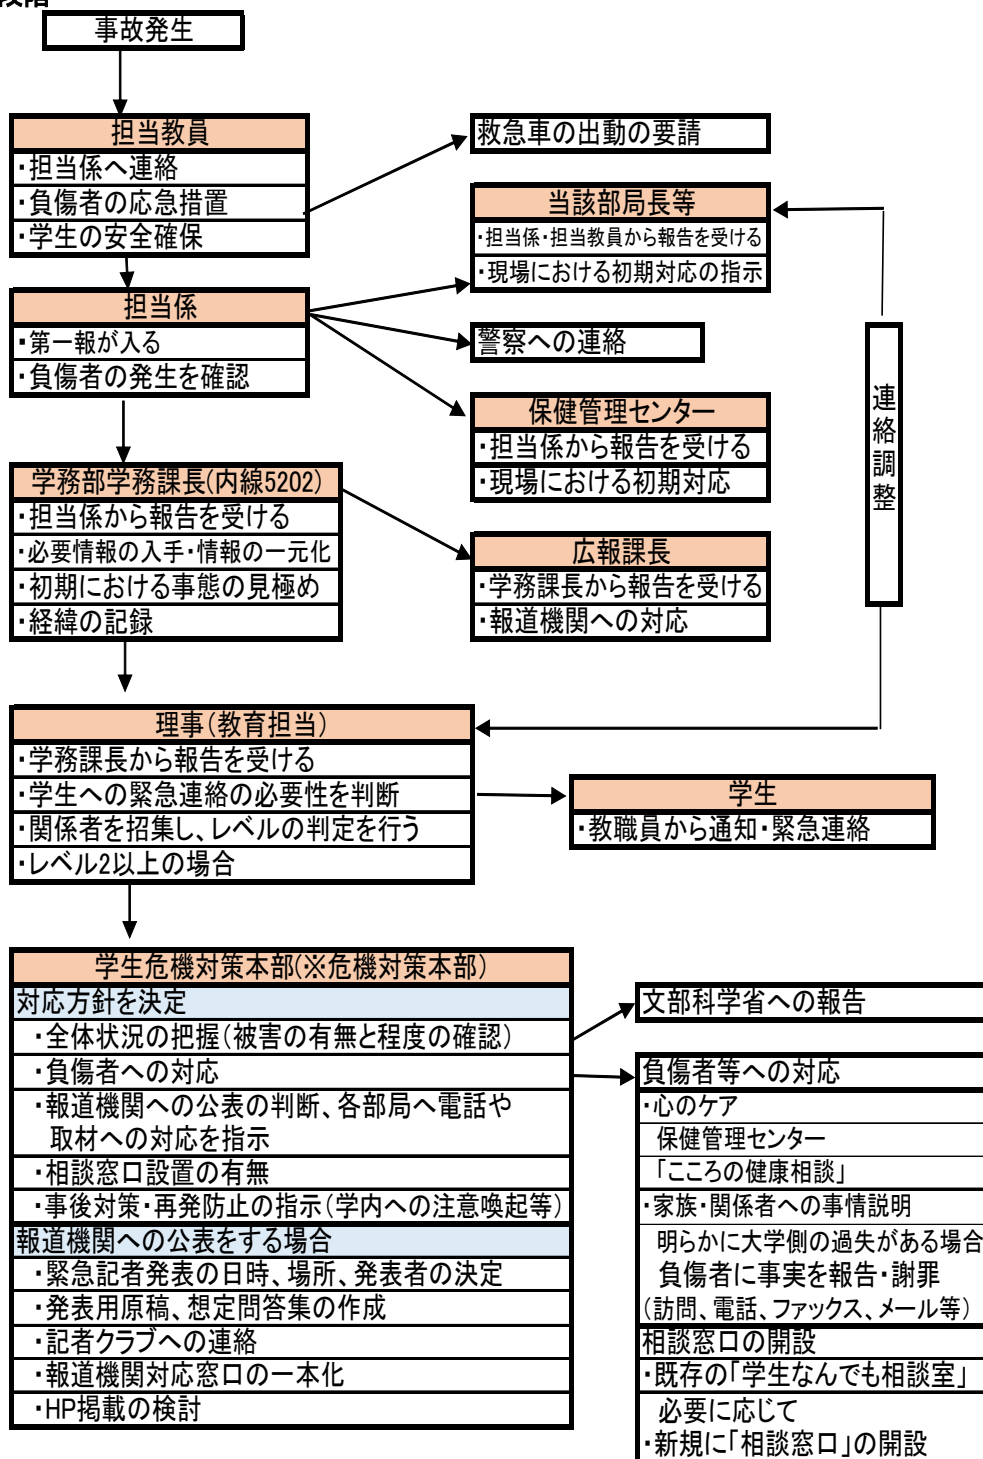 段階
事故発生
担当教員
・担当係へ連絡
・負傷者の応急措置
・学生の安全確保
救急車の出動の要請
当該部局長等
・担当係・担当教員から報告を受ける
・現場における初期対応の指示
担当係
・第一報が入る
・負傷者の発生を確認
警察への連絡
保健管理センター
・担当係から報告を受ける
・現場における初期対応
連絡調整
学務部学務課長(内線5202)
・担当係から報告を受ける
・必要情報の入手・情報の一元化
・初期における事態の見極め
・経緯の記録
広報課長
・学務課長から報告を受ける
・報道機関への対応
理事(教育担当)
・学務課長から報告を受ける
・学生への緊急連絡の必要性を判断
・関係者を招集し、レベルの判定を行う
・レベル2以上の場合
学生
・教職員から通知・緊急連絡
学生危機対策本部(※危機対策本部)
対応方針を決定
・全体状況の把握(被害の有無と程度の確認)
・負傷者への対応
・報道機関への公表の判断、各部局へ電話や
取材への対応を指示
・相談窓口設置の有無
・事後対策・再発防止の指示(学内への注意喚起等)
報道機関への公表をする場合
・緊急記者発表の日時、場所、発表者の決定
・発表用原稿、想定問答集の作成
・記者クラブへの連絡
・報道機関対応窓口の一本化
・HP掲載の検討
文部科学省への報告
負傷者等への対応
・心のケア
保健管理センター
「こころの健康相談」
・家族・関係者への事情説明
明らかに大学側の過失がある場合
負傷者に事実を報告・謝罪
(訪問、電話、ファックス、メール等)
相談窓口の開設
・既存の「学生なんでも相談室」
必要に応じて
・新規に「相談窓口」の開設